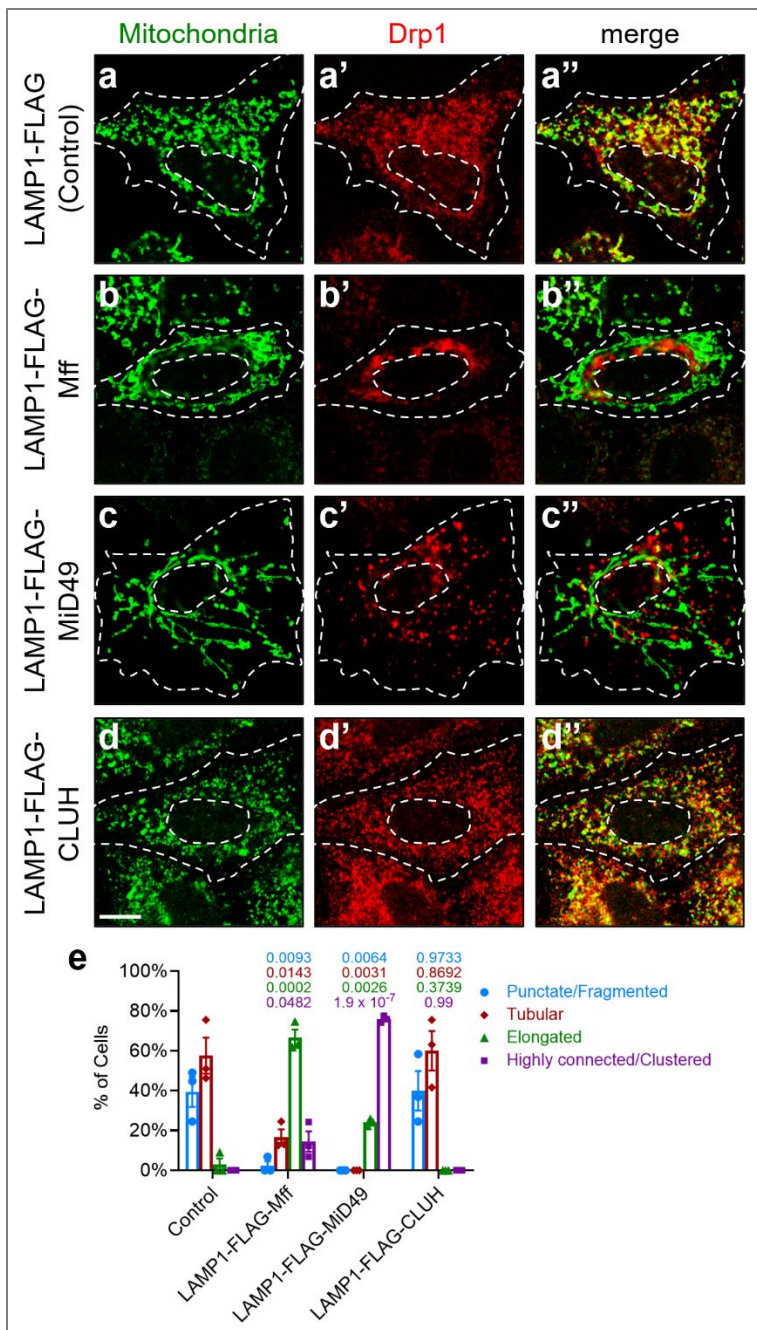 Mitochondria Drp1 merge
LAMP1-FLAG
(Control)
a a' a''
LAMP1-FLAG-
Mff
b b' b''
LAMP1-FLAG-
MiD49
c c' c''
LAMP1-FLAG-
CLUH
d d' d''
e
0.0093 0.0064 0.9733
0.0143 0.0031 0.8692
0.0002 0.0026 0.3739
0.0482 1.9 x 10⁻⁷ 0.99
100%
80%
60%
40%
20%
0%
% of Cells
Punctate/Fragmented
Tubular
Elongated
Highly connected/Clustered
Control
LAMP1-FLAG-Mff
LAMP1-FLAG-MiD49
LAMP1-FLAG-CLUH